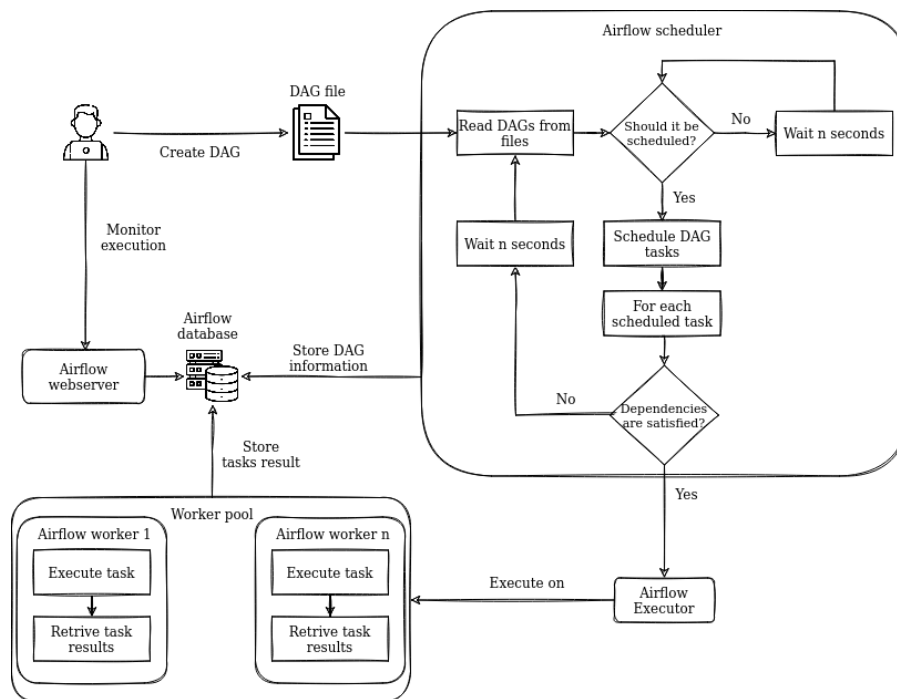 Airflow scheduler
DAG file
Create DAG
Read DAGs from
files
Should it be
scheduled?
No
Wait n seconds
Yes
Monitor
execution
Wait n seconds
Schedule DAG
tasks
For each
scheduled task
Airflow
database
Airflow
webserver
Store DAG
information
No
Dependencies
are satisfied?
Store
tasks result
Yes
Worker pool
Airflow worker 1
Execute task
Retrive task
results
Airflow worker n
Execute task
Retrive task
results
Execute on
Airflow
Executor